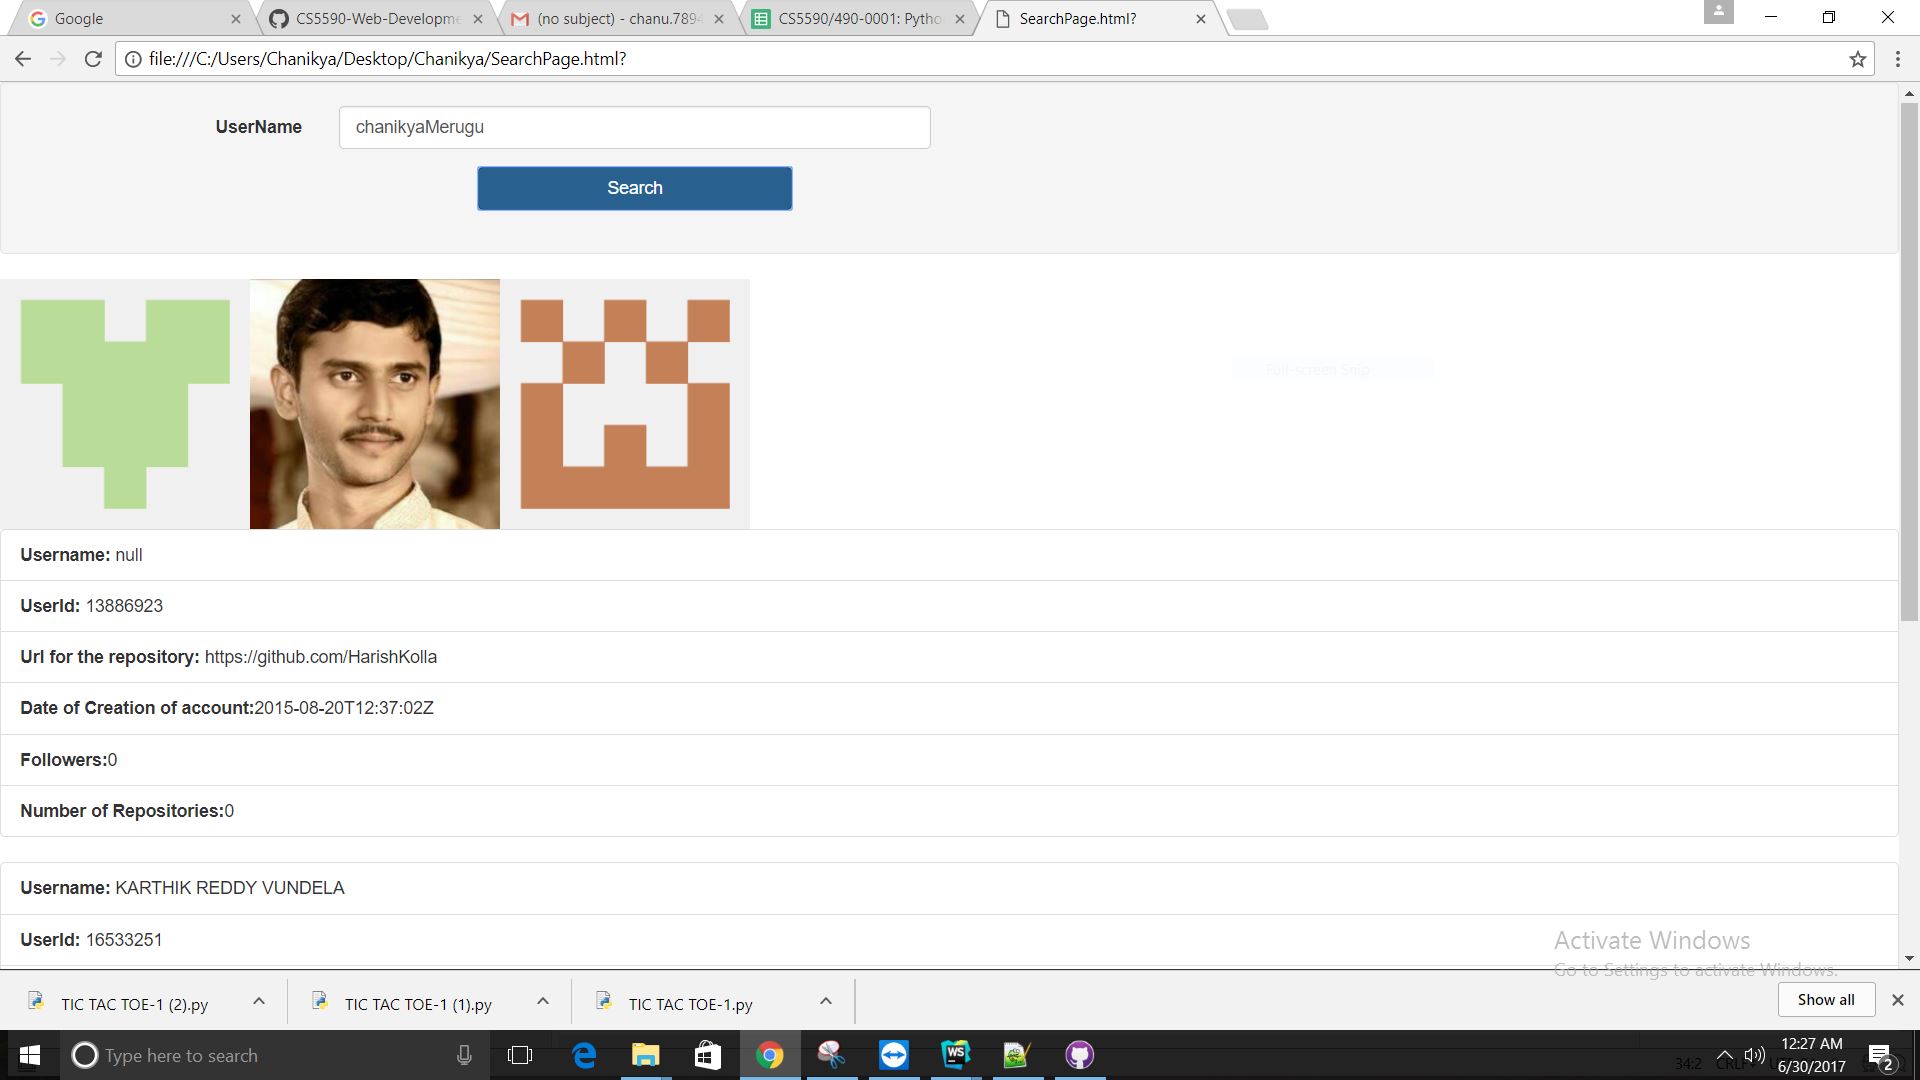 Google
CS5590-Web-Developme
(no subject) - chanu.789
CS5590/490-0001: Pytho
SearchPage.html?
file:///C:/Users/Chanikya/Desktop/Chanikya/SearchPage.html?
UserName
chanikyaMerugu
Search
Full-screen Snip
Username: null
UserId: 13886923
Url for the repository: https://github.com/HarishKolla
Date of Creation of account:2015-08-20T12:37:02Z
Followers:0
Number of Repositories:0
Username: KARTHIK REDDY VUNDELA
UserId: 16533251
Activate Windows
Go to Settings to activate Windows.
TIC TAC TOE-1 (2).py
TIC TAC TOE-1 (1).py
TIC TAC TOE-1.py
Show all
Type here to search
WS
34:2
12:27 AM
6/30/2017
2